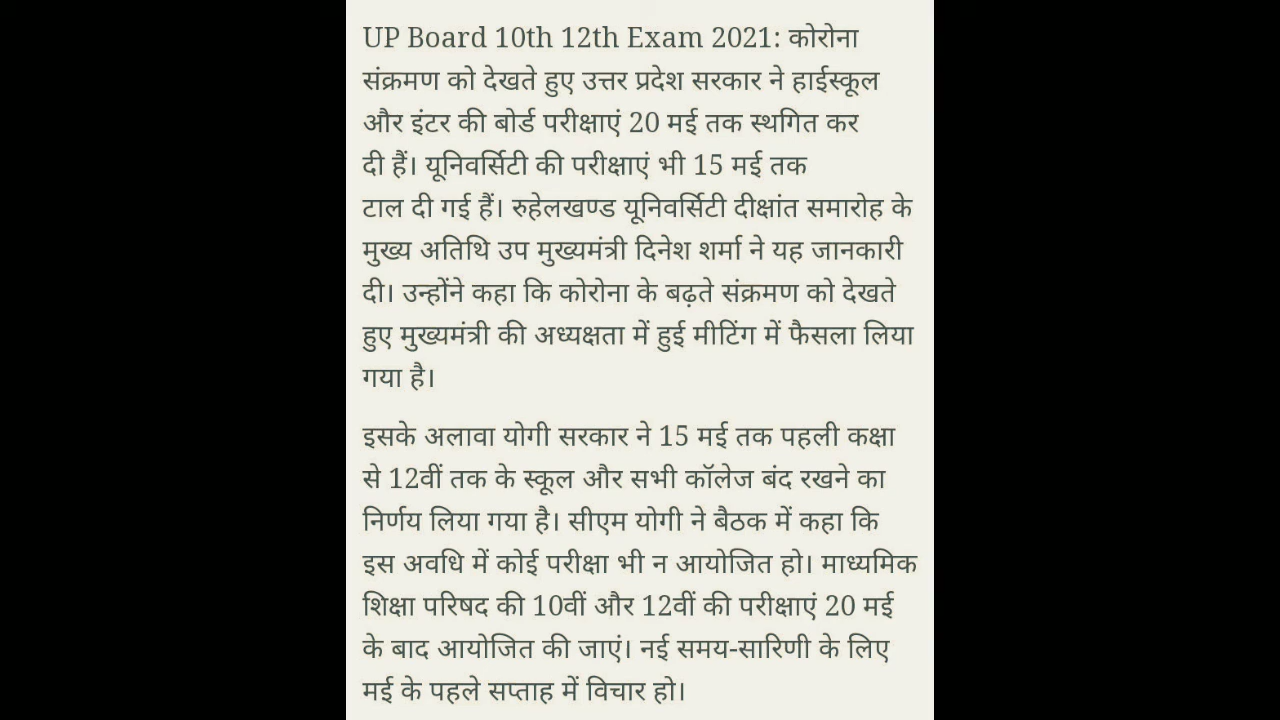 UP Board 10th 12th Exam 2021: कोरोना
संक्रमण को देखते हुए उत्तर प्रदेश सरकार ने हाईस्कूल
और इंटर की बोर्ड परीक्षाएं 20 मई तक स्थगित कर
दी हैं। यूनिवर्सिटी की परीक्षाएं भी 15 मई तक
टाल दी गई हैं। रुहेलखण्ड यूनिवर्सिटी दीक्षांत समारोह के
मुख्य अतिथि उप मुख्यमंत्री दिनेश शर्मा ने यह जानकारी
दी। उन्होंने कहा कि कोरोना के बढ़ते संक्रमण को देखते
हुए मुख्यमंत्री की अध्यक्षता में हुई मीटिंग में फैसला लिया
गया है।
इसके अलावा योगी सरकार ने 15 मई तक पहली कक्षा
से 12वीं तक के स्कूल और सभी कॉलेज बंद रखने का
निर्णय लिया गया है। सीएम योगी ने बैठक में कहा कि
इस अवधि में कोई परीक्षा भी न आयोजित हो। माध्यमिक
शिक्षा परिषद की 10वीं और 12वीं की परीक्षाएं 20 मई
के बाद आयोजित की जाएं। नई समय-सारिणी के लिए
मई के पहले सप्ताह में विचार हो।